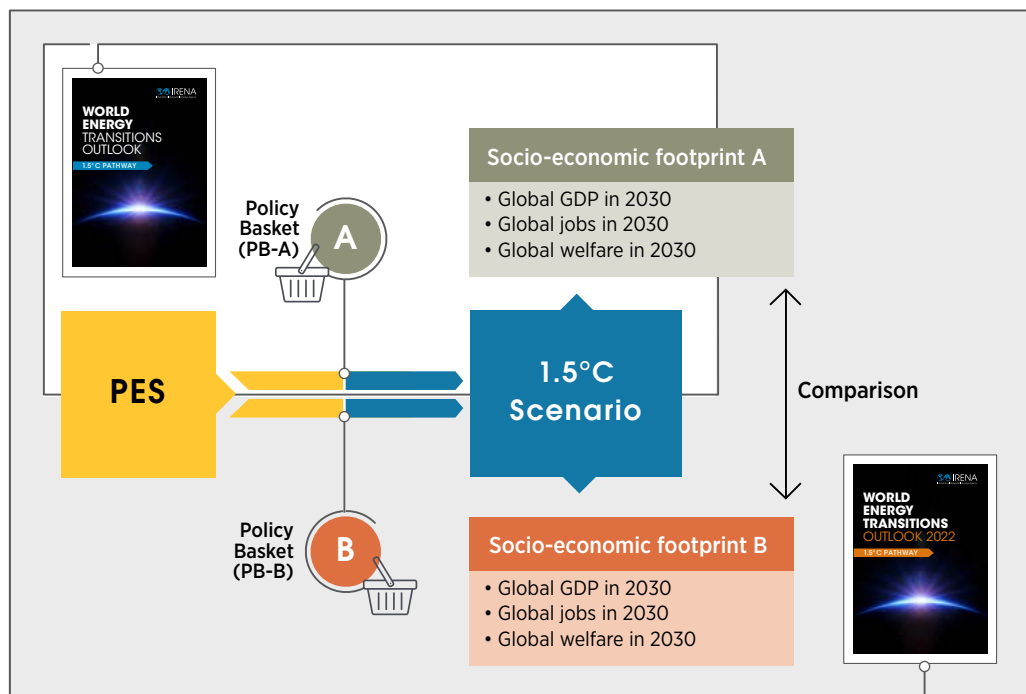 IRENA
WORLD
ENERGY
TRANSITIONS
OUTLOOK
1.5°C PATHWAY
Policy
Basket
(PB-A)
A
Socio-economic footprint A
• Global GDP in 2030
• Global jobs in 2030
• Global welfare in 2030
PES
1.5°C
Scenario
Comparison
Policy
Basket
(PB-B)
B
Socio-economic footprint B
• Global GDP in 2030
• Global jobs in 2030
• Global welfare in 2030
IRENA
WORLD
ENERGY
TRANSITIONS
OUTLOOK 2022
1.5°C PATHWAY